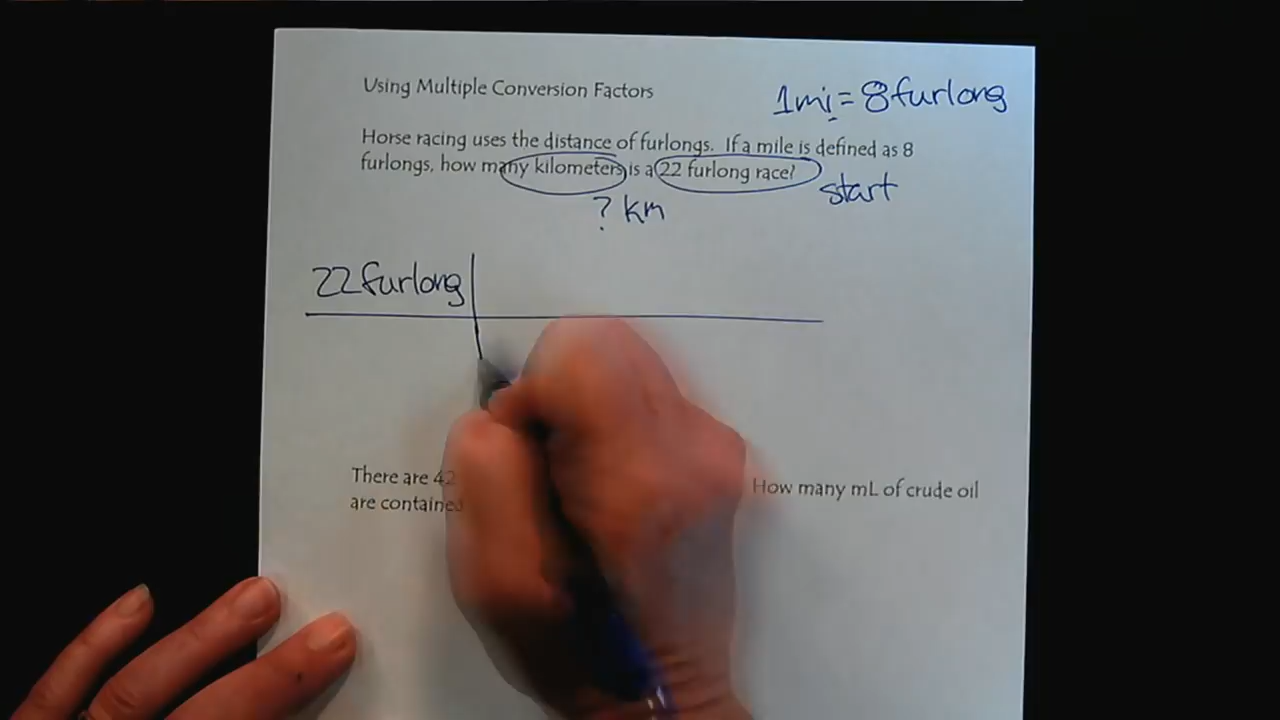 Using Multiple Conversion Factors
1mi = 8furlong
Horse racing uses the distance of furlongs. If a mile is defined as 8
furlongs, how many kilometers is a 22 furlong race?
start
? km
22furlong
There are 42
How many mL of crude oil
are contained